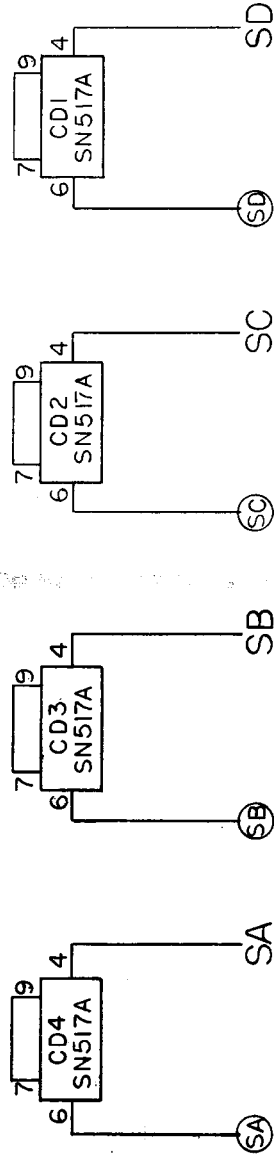 7 9
CD4
SN517A
6 4
SA SA
7 9
CD3
SN517A
6 4
SB SB
7 9
CD2
SN517A
6 4
SC SC
7 9
CD1
SN517A
6 4
SD SD